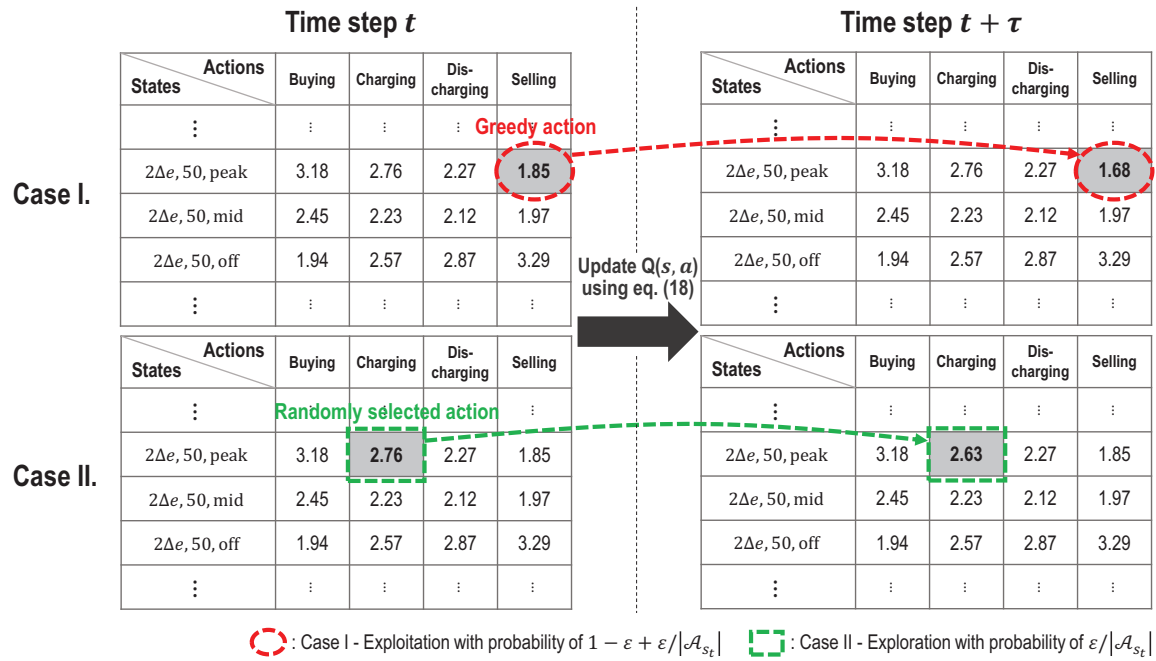 Time step t
Time step t + τ
Case I.
Actions
States
Buying
Charging
Dis-
charging
Selling
⋮ ⋮ ⋮ ⋮ ⋮
Greedy action
2Δe, 50, peak 3.18 2.76 2.27 1.85
2Δe, 50, mid 2.45 2.23 2.12 1.97
2Δe, 50, off 1.94 2.57 2.87 3.29
⋮ ⋮ ⋮ ⋮ ⋮
Actions
States
Buying
Charging
Dis-
charging
Selling
⋮ ⋮ ⋮ ⋮ ⋮
2Δe, 50, peak 3.18 2.76 2.27 1.68
2Δe, 50, mid 2.45 2.23 2.12 1.97
2Δe, 50, off 1.94 2.57 2.87 3.29
⋮ ⋮ ⋮ ⋮ ⋮
Update Q(s, a)
using eq. (18)
Case II.
Actions
States
Buying
Charging
Dis-
charging
Selling
⋮ ⋮ ⋮ ⋮ ⋮
Randomly selected action
2Δe, 50, peak 3.18 2.76 2.27 1.85
2Δe, 50, mid 2.45 2.23 2.12 1.97
2Δe, 50, off 1.94 2.57 2.87 3.29
⋮ ⋮ ⋮ ⋮ ⋮
Actions
States
Buying
Charging
Dis-
charging
Selling
⋮ ⋮ ⋮ ⋮ ⋮
2Δe, 50, peak 3.18 2.63 2.27 1.85
2Δe, 50, mid 2.45 2.23 2.12 1.97
2Δe, 50, off 1.94 2.57 2.87 3.29
⋮ ⋮ ⋮ ⋮ ⋮
: Case I - Exploitation with probability of 1 − ε + ε/|𝒜_{s_t}|
: Case II - Exploration with probability of ε/|𝒜_{s_t}|